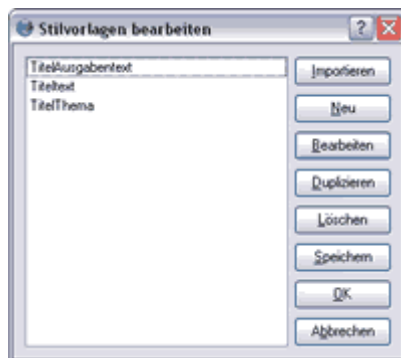 Stilvorlagen bearbeiten
TitelAusgabentext
Titeltext
TitelThema
Importieren
Neu
Bearbeiten
Duplizieren
Löschen
Speichern
OK
Abbrechen